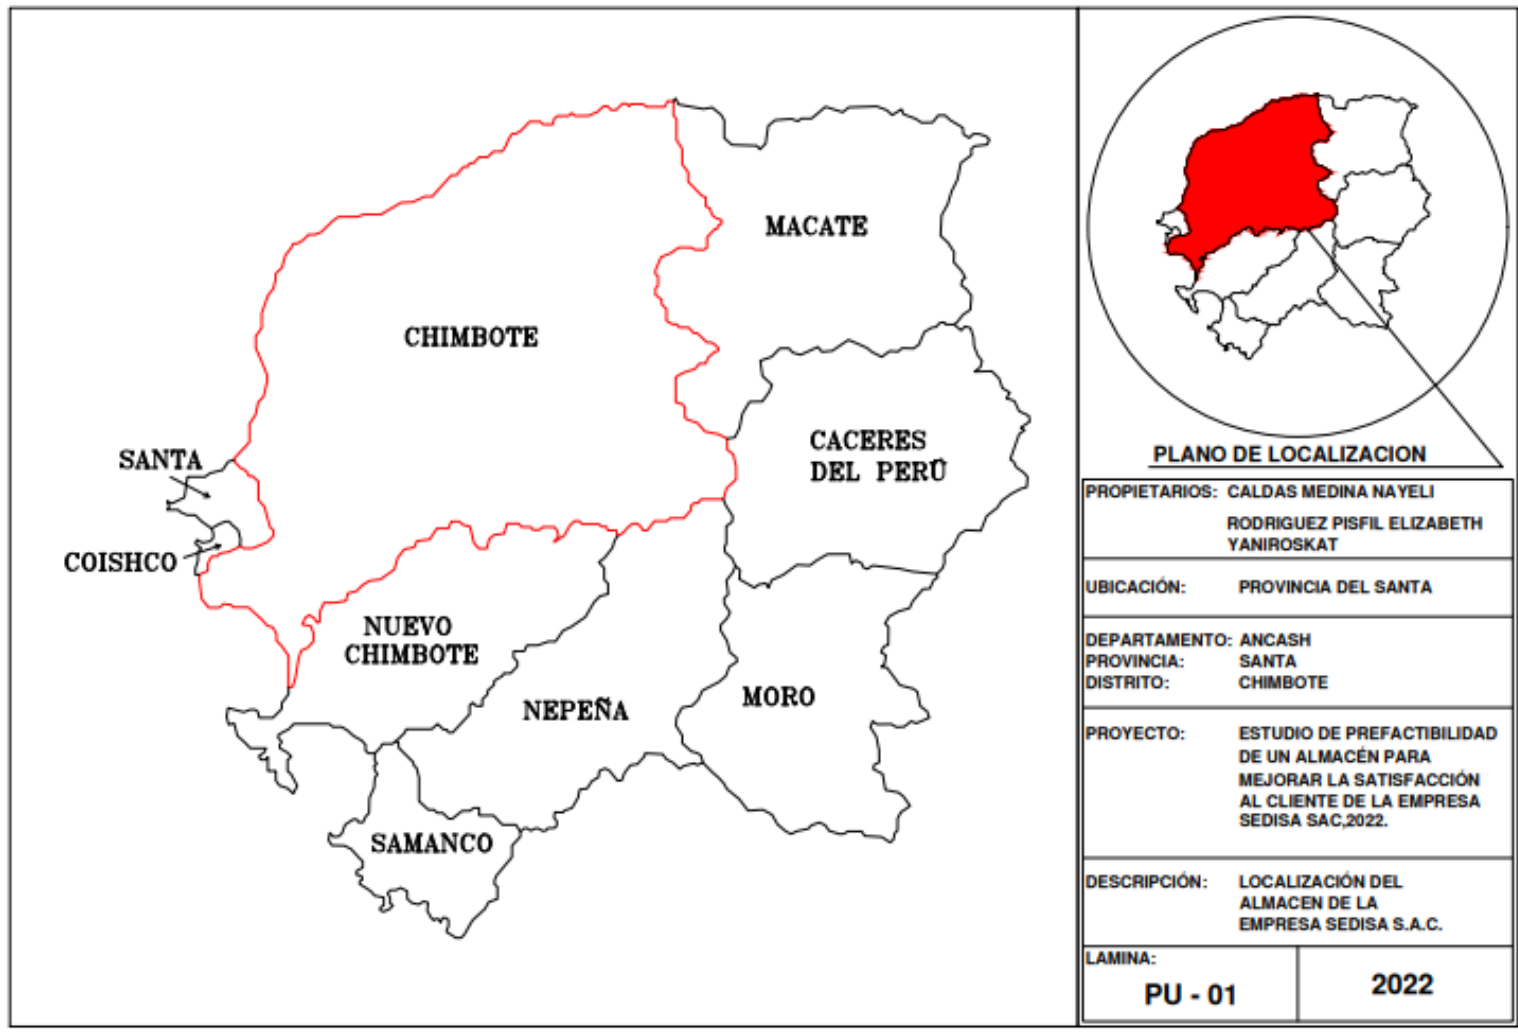 MACATE
CHIMBOTE
CACERES
DEL PERŨ
SANTA
COISHCO
NUEVO
CHIMBOTE
NEPEÑA
MORO
SAMANCO
PLANO DE LOCALIZACION
PROPIETARIOS: CALDAS MEDINA NAYELI
RODRIGUEZ PISFIL ELIZABETH
YANIROSKAT
UBICACIÓN: PROVINCIA DEL SANTA
DEPARTAMENTO: ANCASH
PROVINCIA: SANTA
DISTRITO: CHIMBOTE
PROYECTO: ESTUDIO DE PREFACTIBILIDAD
DE UN ALMACÉN PARA
MEJORAR LA SATISFACCIÓN
AL CLIENTE DE LA EMPRESA
SEDISA SAC,2022.
DESCRIPCIÓN: LOCALIZACIÓN DEL
ALMACEN DE LA
EMPRESA SEDISA S.A.C.
LAMINA:
PU - 01
2022